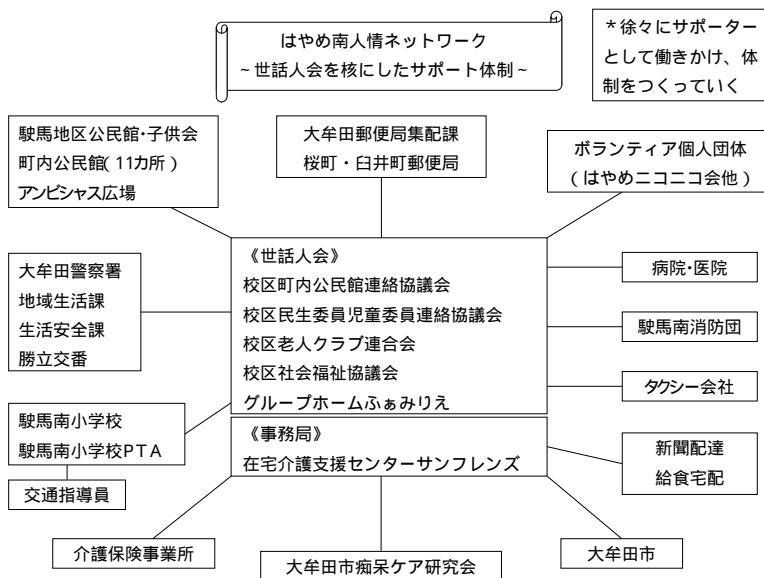 はやめ南人情ネットワーク
~世話人会を核にしたサポート体制~
*徐々にサポーター
として働きかけ、体
制をつくっていく
駛馬地区公民館・子供会
町内公民館(11カ所)
アンビシャス広場
大牟田郵便局集配課
桜町・臼井町郵便局
ボランティア個人団体
(はやめニコニコ会他)
大牟田警察署
地域生活課
生活安全課
勝立交番
《世話人会》
校区町内公民館連絡協議会
校区民生委員児童委員連絡協議会
校区老人クラブ連合会
校区社会福祉協議会
グループホームふぁみりえ
病院・医院
駛馬南消防団
タクシー会社
駛馬南小学校
駛馬南小学校PTA
交通指導員
《事務局》
在宅介護支援センターサンフレンズ
新聞配達
給食宅配
介護保険事業所
大牟田市痴呆ケア研究会
大牟田市